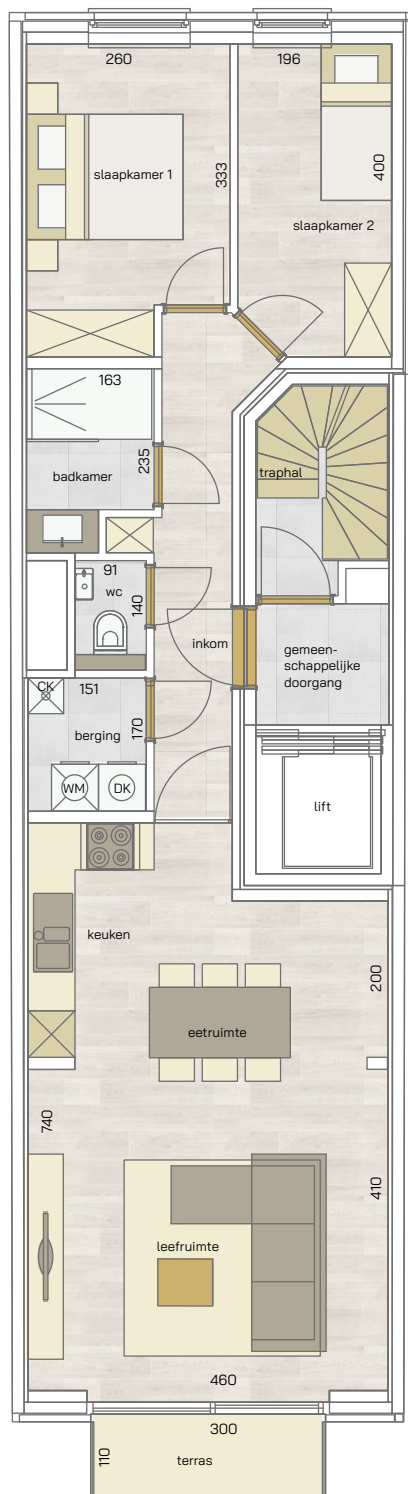 260
196
slaapkamer 1
333
400
slaapkamer 2
163
badkamer
235
traphal
91
wc
140
inkom
gemeen-
schappelijke
doorgang
CK
151
170
berging
WM
DK
lift
keuken
200
eetruimte
740
410
leefruimte
460
300
110
terras